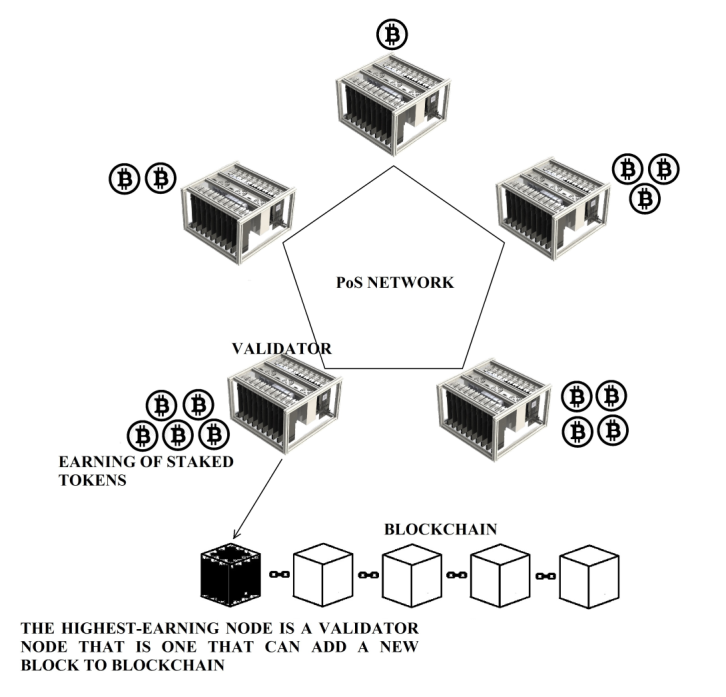 PoS NETWORK
VALIDATOR
EARNING OF STAKED
TOKENS
BLOCKCHAIN
THE HIGHEST-EARNING NODE IS A VALIDATOR
NODE THAT IS ONE THAT CAN ADD A NEW
BLOCK TO BLOCKCHAIN